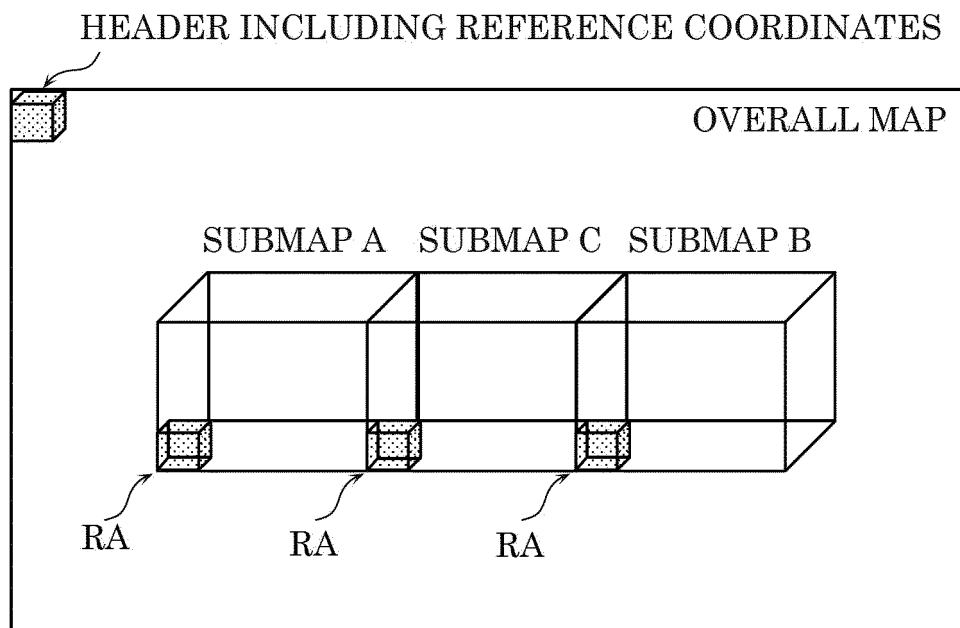 HEADER INCLUDING REFERENCE COORDINATES
OVERALL MAP
SUBMAP A SUBMAP C SUBMAP B
RA RA RA